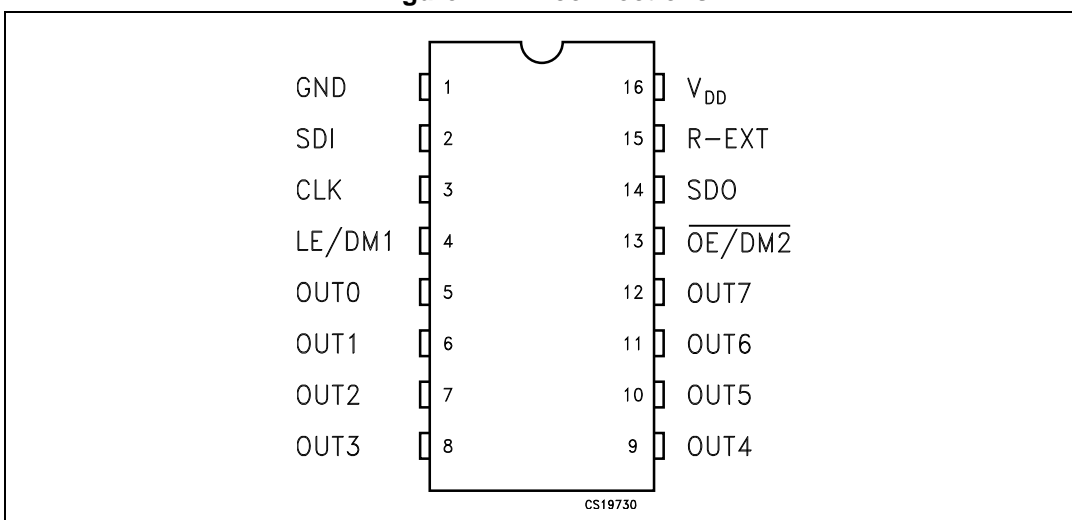 GND 1 16 VDD
SDI 2 15 R-EXT
CLK 3 14 SDO
LE/DM1 4 13 OE/DM2
OUT0 5 12 OUT7
OUT1 6 11 OUT6
OUT2 7 10 OUT5
OUT3 8 9 OUT4
CS19730